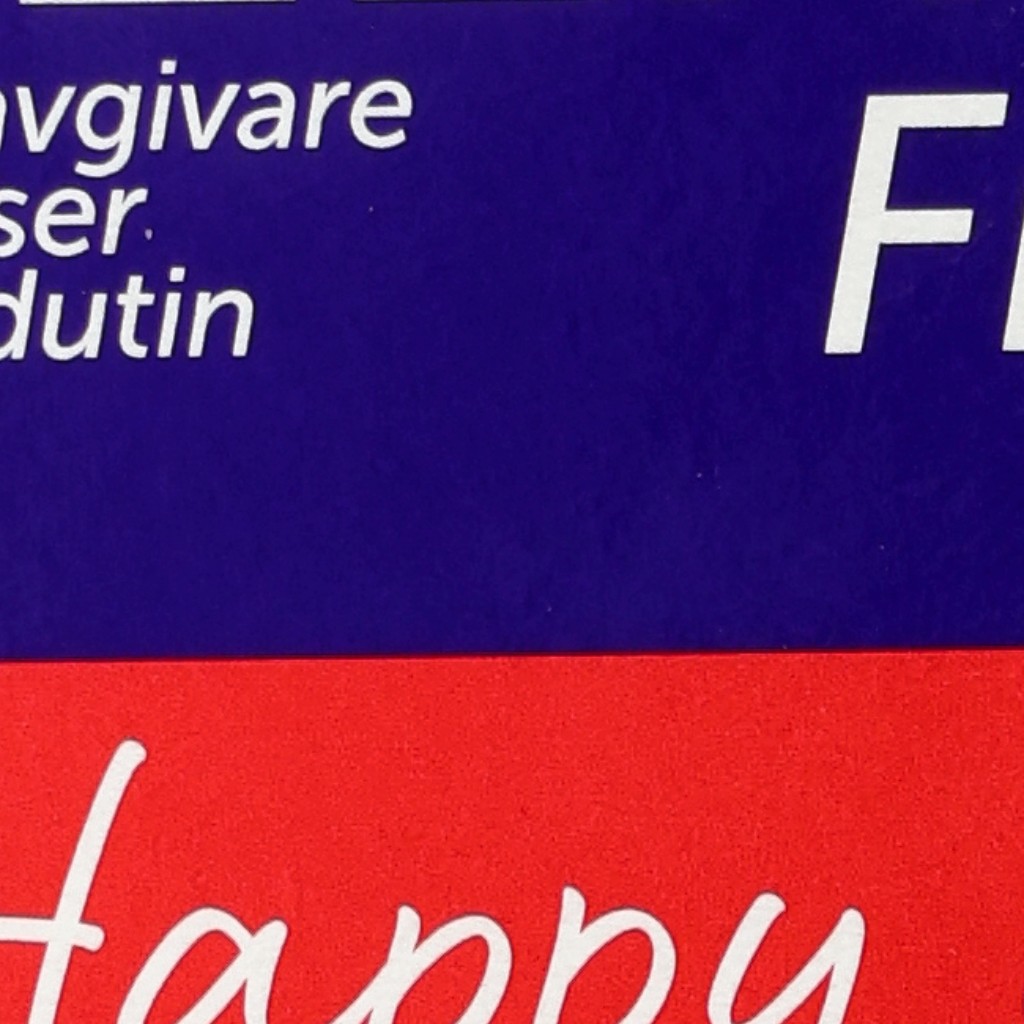 avgivare
ser
dutin
F
Happy